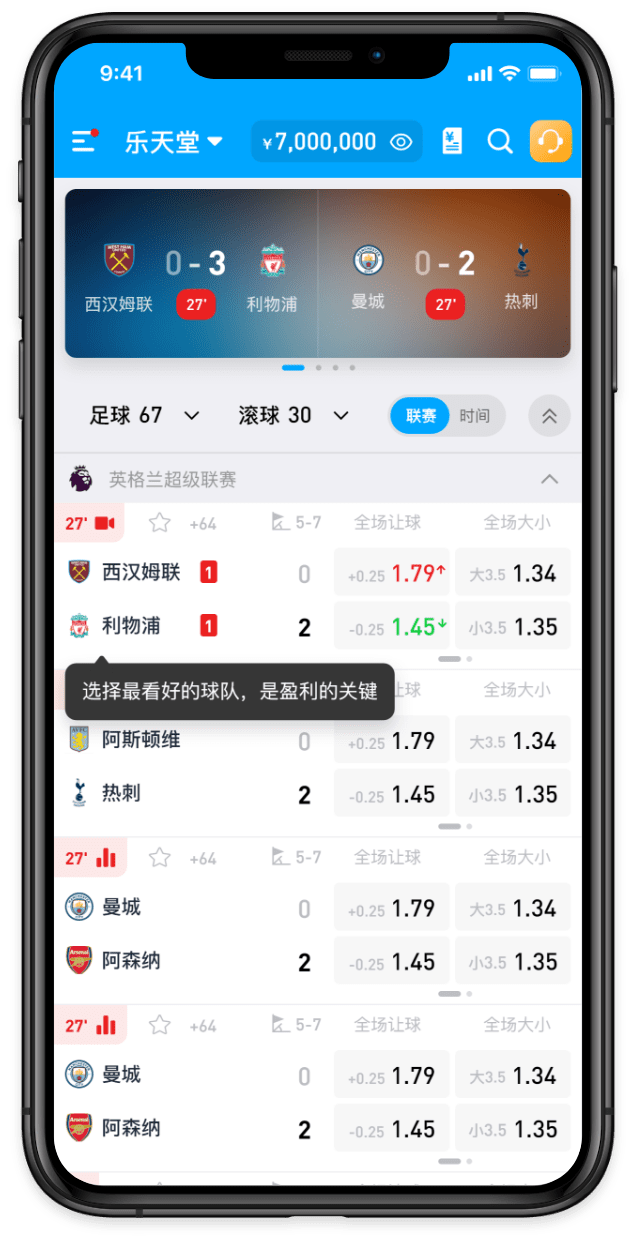 9:41
乐天堂 ¥7,000,000
0 - 3 0 - 2
西汉姆联 27' 利物浦 曼城 27' 热刺
足球 67 滚球 30 联赛 时间
英格兰超级联赛
27' +64 5-7 全场让球 全场大小
西汉姆联 1 0 +0.25 1.79↑ 大3.5 1.34
利物浦 1 2 -0.25 1.45↓ 小3.5 1.35
选择最看好的球队，是盈利的关键 让球 全场大小
阿斯顿维 0 +0.25 1.79 大3.5 1.34
热刺 2 -0.25 1.45 小3.5 1.35
27' +64 5-7 全场让球 全场大小
曼城 0 +0.25 1.79 大3.5 1.34
阿森纳 2 -0.25 1.45 小3.5 1.35
27' +64 5-7 全场让球 全场大小
曼城 0 +0.25 1.79 大3.5 1.34
阿森纳 2 -0.25 1.45 小3.5 1.35